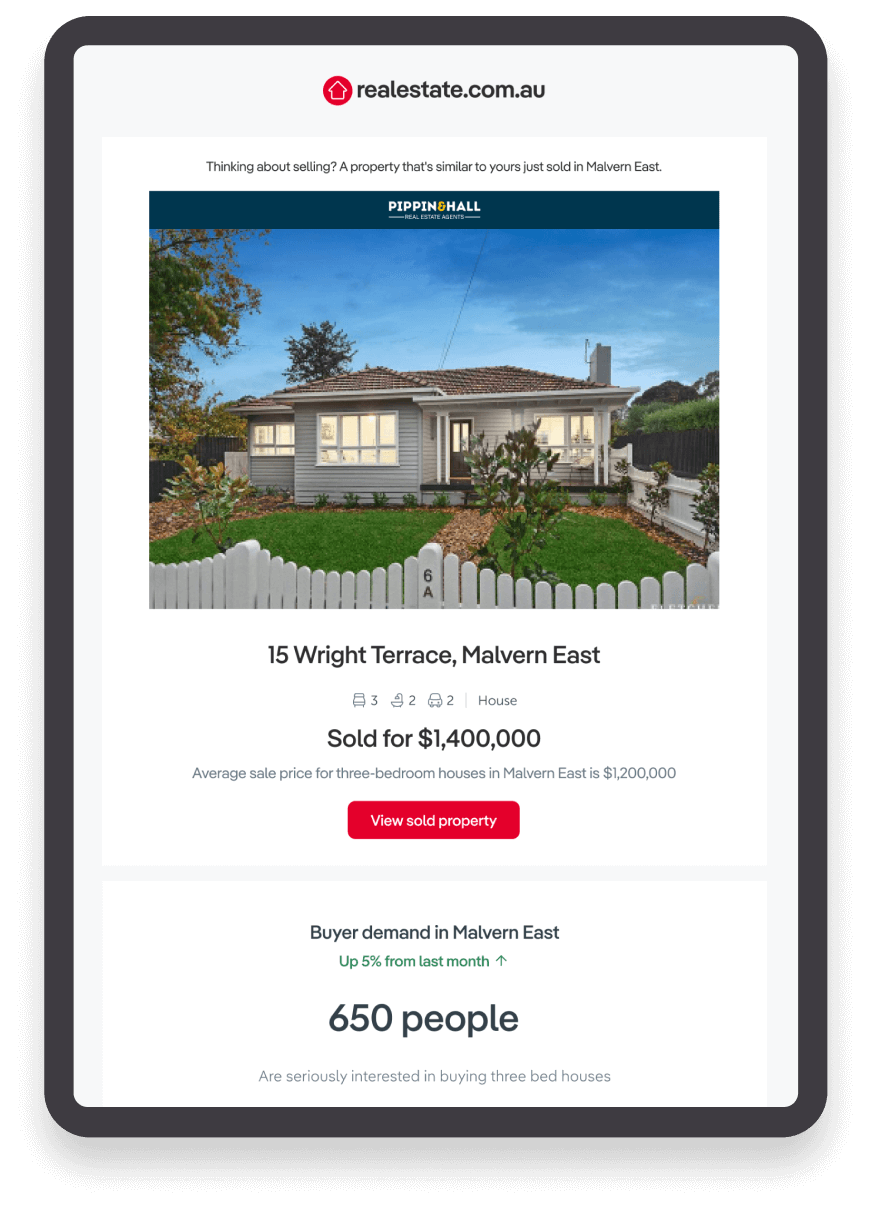 realestate.com.au
Thinking about selling? A property that's similar to yours just sold in Malvern East.
PIPPIN&HALL
REAL ESTATE AGENTS
6
A
15 Wright Terrace, Malvern East
3 2 2 House
Sold for $1,400,000
Average sale price for three-bedroom houses in Malvern East is $1,200,000
View sold property
Buyer demand in Malvern East
Up 5% from last month ↑
650 people
Are seriously interested in buying three bed houses